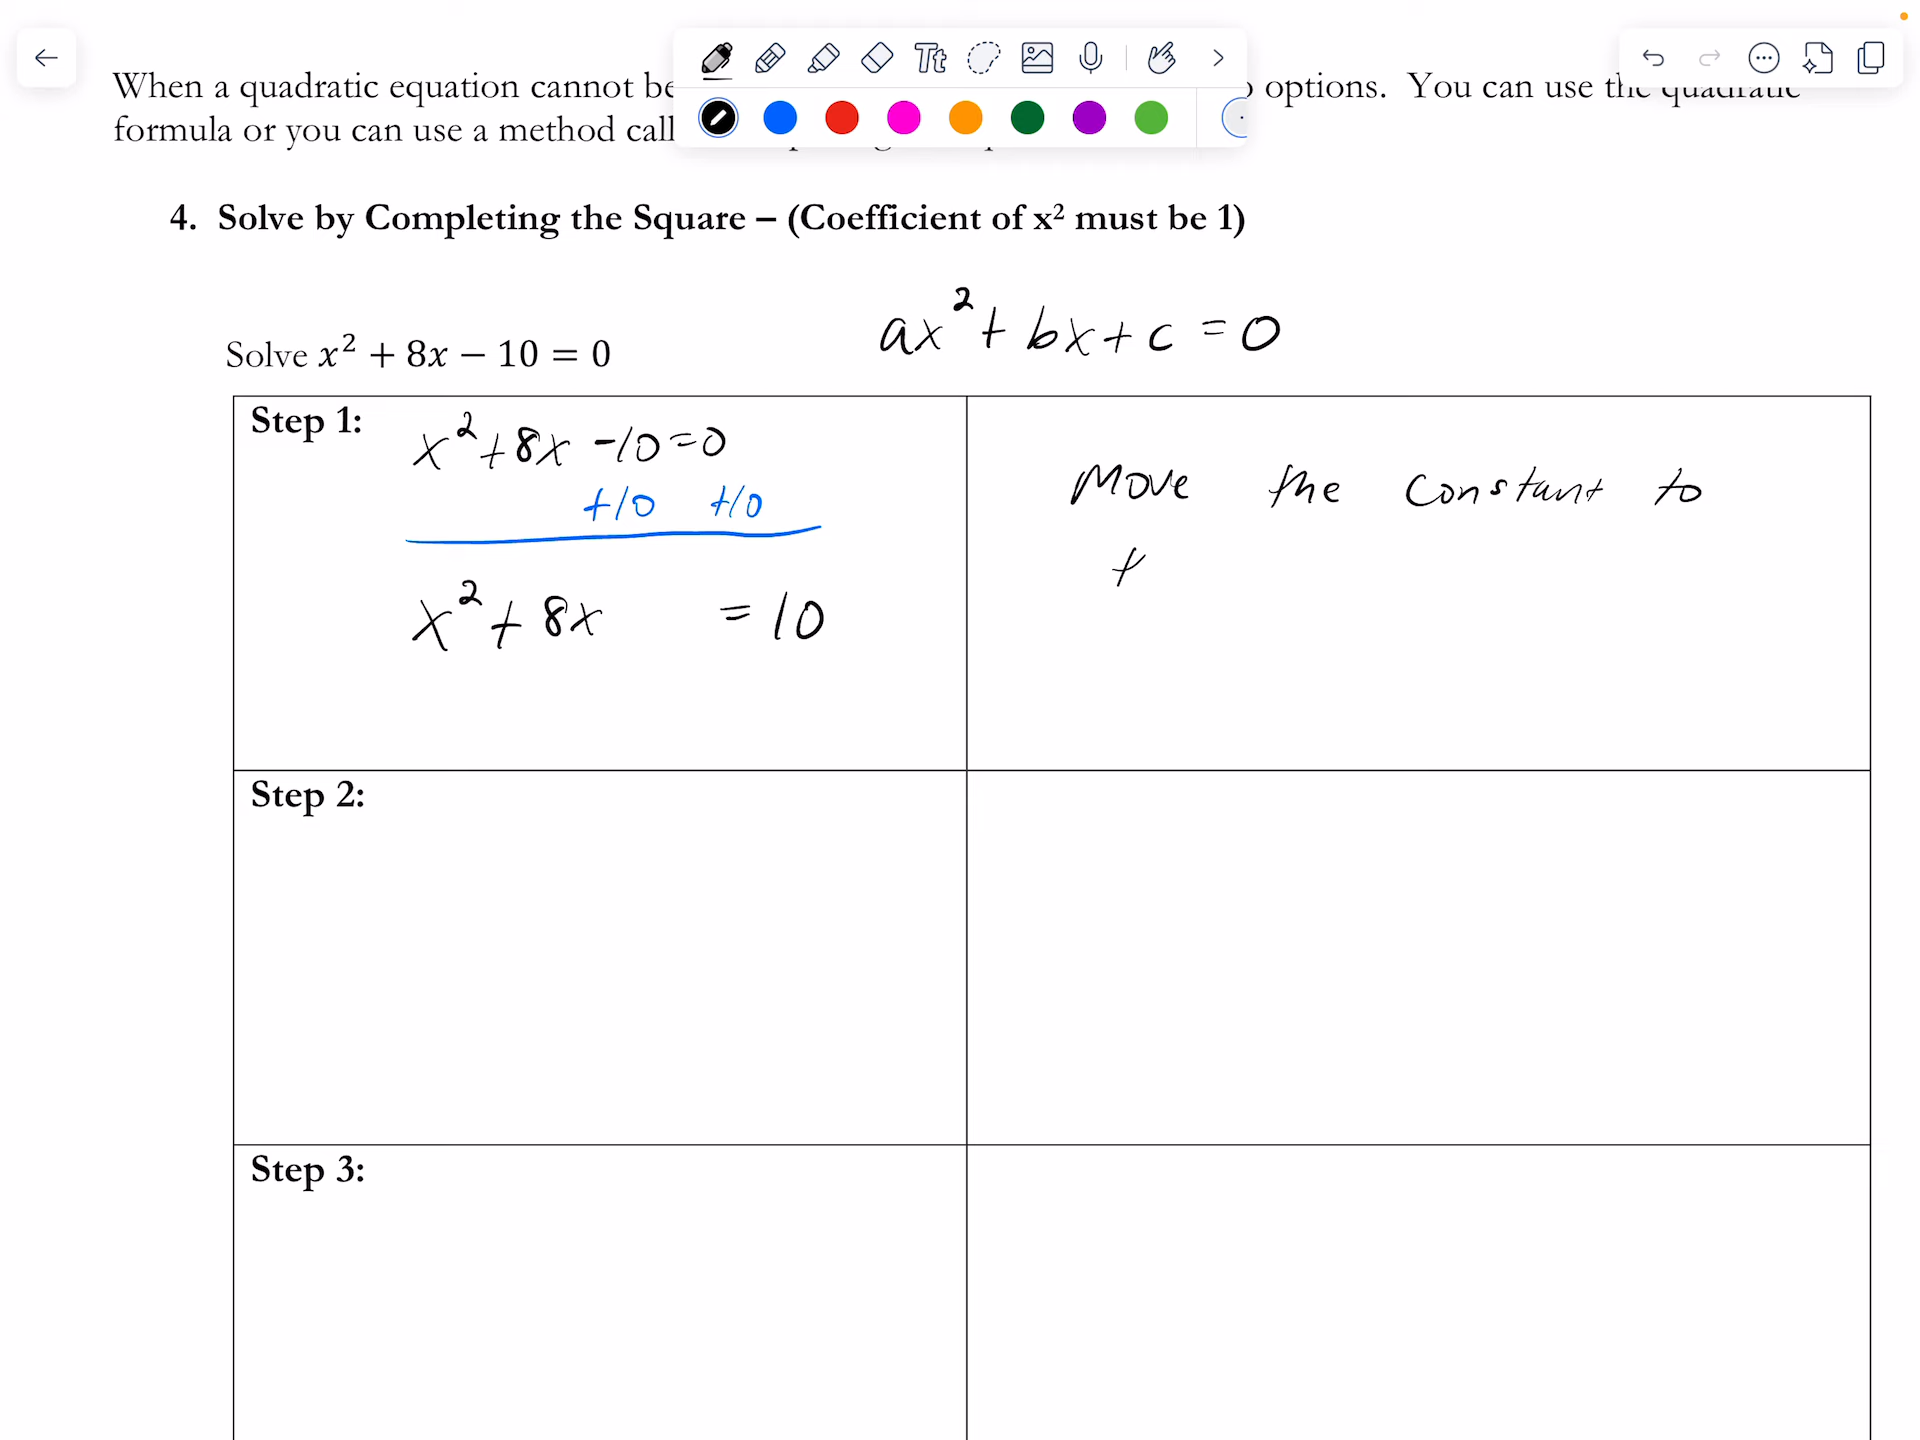 When a quadratic equation cannot be options. You can use the quadratic
formula or you can use a method call
4. Solve by Completing the Square – (Coefficient of x² must be 1)
ax² + bx + c = 0
Solve x² + 8x − 10 = 0
Step 1:
x² + 8x - 10 = 0
+10 +10
x² + 8x = 10
Move the constant to
t
Step 2:
Step 3:
Tt